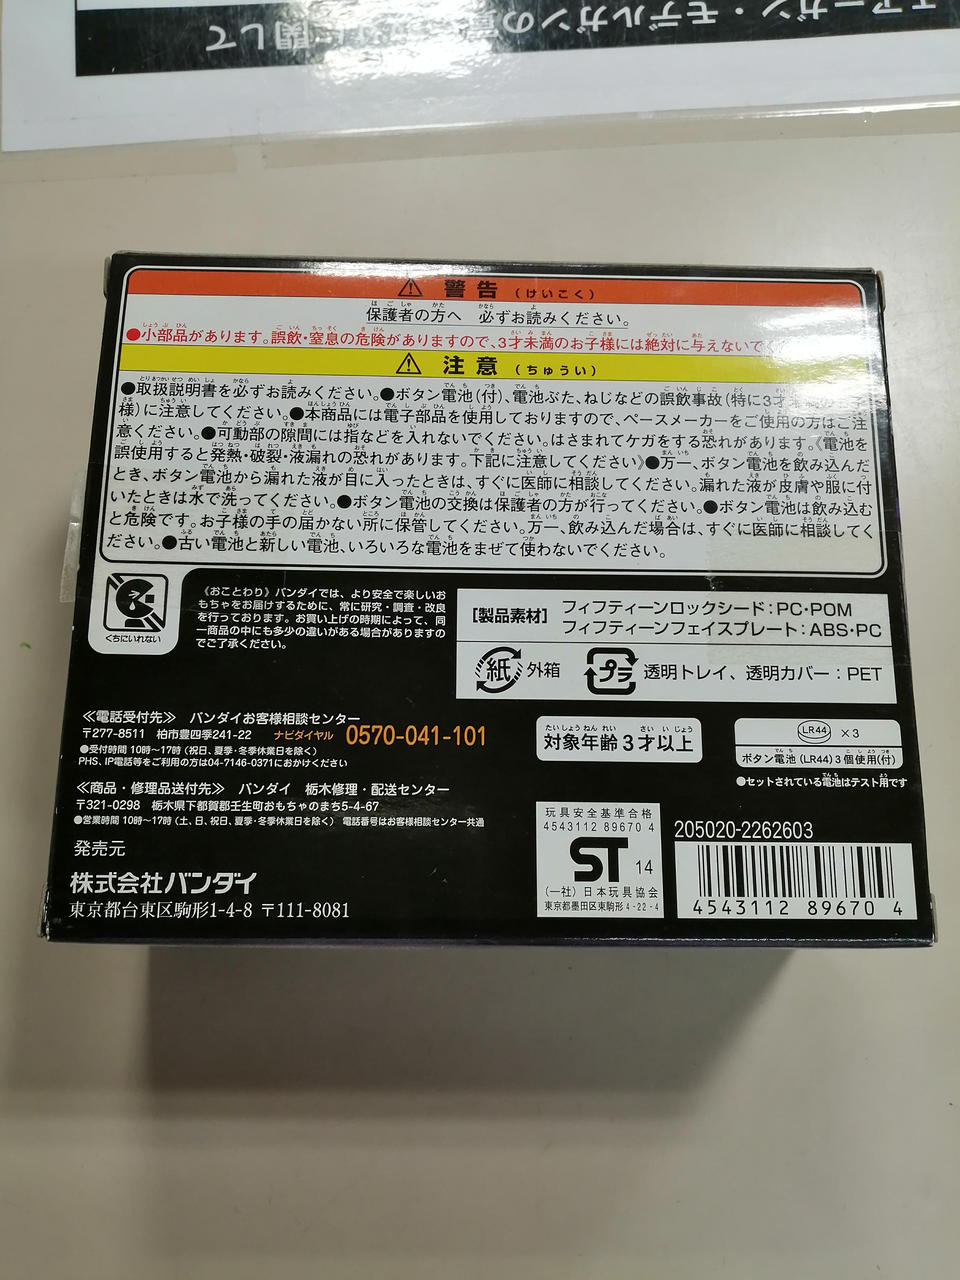 エアーガン・モデルガンの
に関して
警告（けいこく）
保護者の方へ 必ずお読みください。
●小部品があります。誤飲・窒息の危険がありますので、3才未満のお子様には絶対に与えないで
注意（ちゅうい）
●取扱説明書を必ずお読みください。●ボタン電池(付)、電池ぶた、ねじなどの誤飲事故(特に3才
様)に注意してください。●本商品には電子部品を使用しておりますので、ペースメーカーをご使用の方はご注
意ください。●可動部の隙間には指などを入れないでください。はさまれてケガをする恐れがあります。《電池を
誤使用すると発熱・破裂・液漏れの恐れがあります。下記に注意してください》●万一、ボタン電池を飲み込んだ
とき、ボタン電池から漏れた液が目に入ったときは、すぐに医師に相談してください。漏れた液が皮膚や服に付
いたときは水で洗ってください。●ボタン電池の交換は保護者の方が行ってください。●ボタン電池は飲み込む
と危険です。お子様の手の届かない所に保管してください。万一、飲み込んだ場合は、すぐに医師に相談してく
ださい。●古い電池と新しい電池、いろいろな電池をまぜて使わないでください。
くちにいれない
《おことわり》バンダイでは、より安全で楽しいお
もちゃをお届けするために、常に研究・調査・改良
を行っております。お買い上げの時期によって、同
一商品の中にも多少の違いがある場合がありますの
でご了承ください。
[製品素材] フィフティーンロックシード：PC・POM
フィフティーンフェイスプレート：ABS・PC
紙 外箱 プラ 透明トレイ、透明カバー：PET
≪電話受付先≫ バンダイお客様相談センター
〒277-8511 柏市豊四季241-22 ナビダイヤル 0570-041-101
●受付時間 10時〜17時 (祝日、夏季・冬季休業日を除く)
PHS、IP電話等をご利用の方は04-7146-0371におかけください
≪商品・修理品送付先≫ バンダイ 栃木修理・配送センター
〒321-0298 栃木県下都賀郡壬生町おもちゃのまち5-4-67
●営業時間 10時〜17時 (土、日、祝日、夏季・冬季休業日を除く) 電話番号はお客様相談センター共通
発売元
株式会社バンダイ
東京都台東区駒形1-4-8 〒111-8081
対象年齢3才以上
LR44 ×3
ボタン電池(LR44)3個使用(付)
●セットされている電池はテスト用です
玩具安全基準合格
4543112 89670 4
ST 14
(一社)日本玩具協会
東京都墨田区東駒形4-22-4
205020-2262603
4543112 89670 4